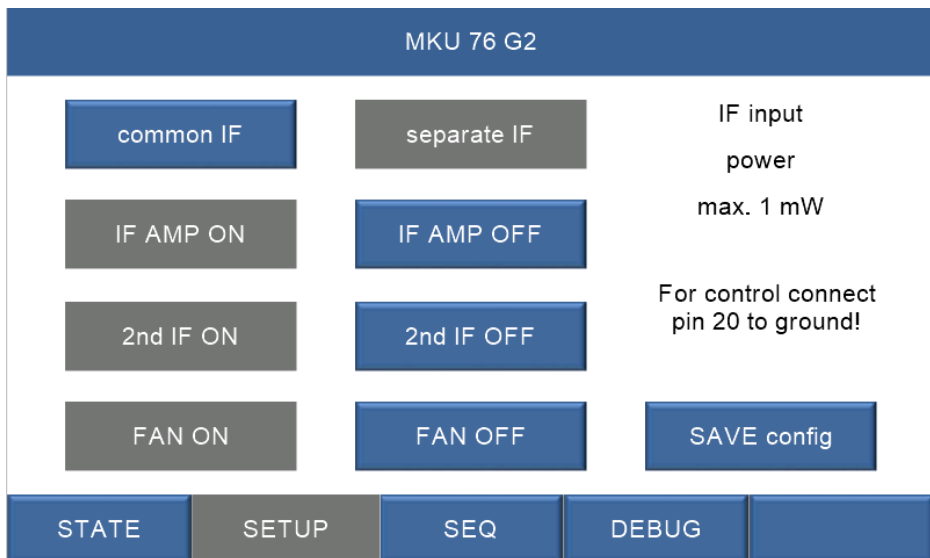 MKU 76 G2
common IF
separate IF
IF input
power
max. 1 mW
IF AMP ON
IF AMP OFF
For control connect
pin 20 to ground!
2nd IF ON
2nd IF OFF
FAN ON
FAN OFF
SAVE config
STATE
SETUP
SEQ
DEBUG